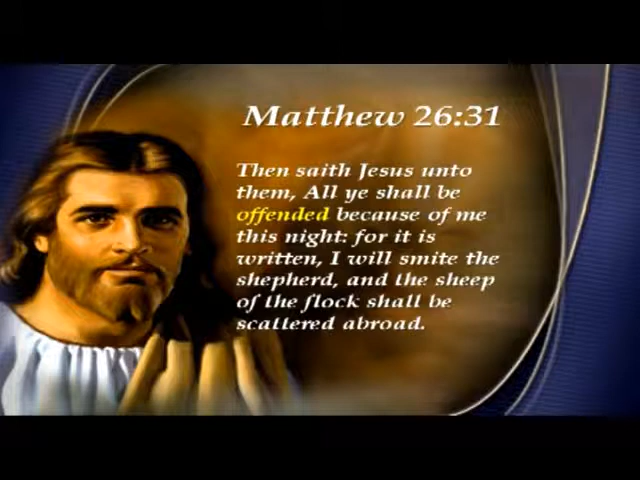 Matthew 26:31
Then saith Jesus unto
them, All ye shall be
offended because of me
this night: for it is
written, I will smite the
shepherd, and the sheep
of the flock shall be
scattered abroad.